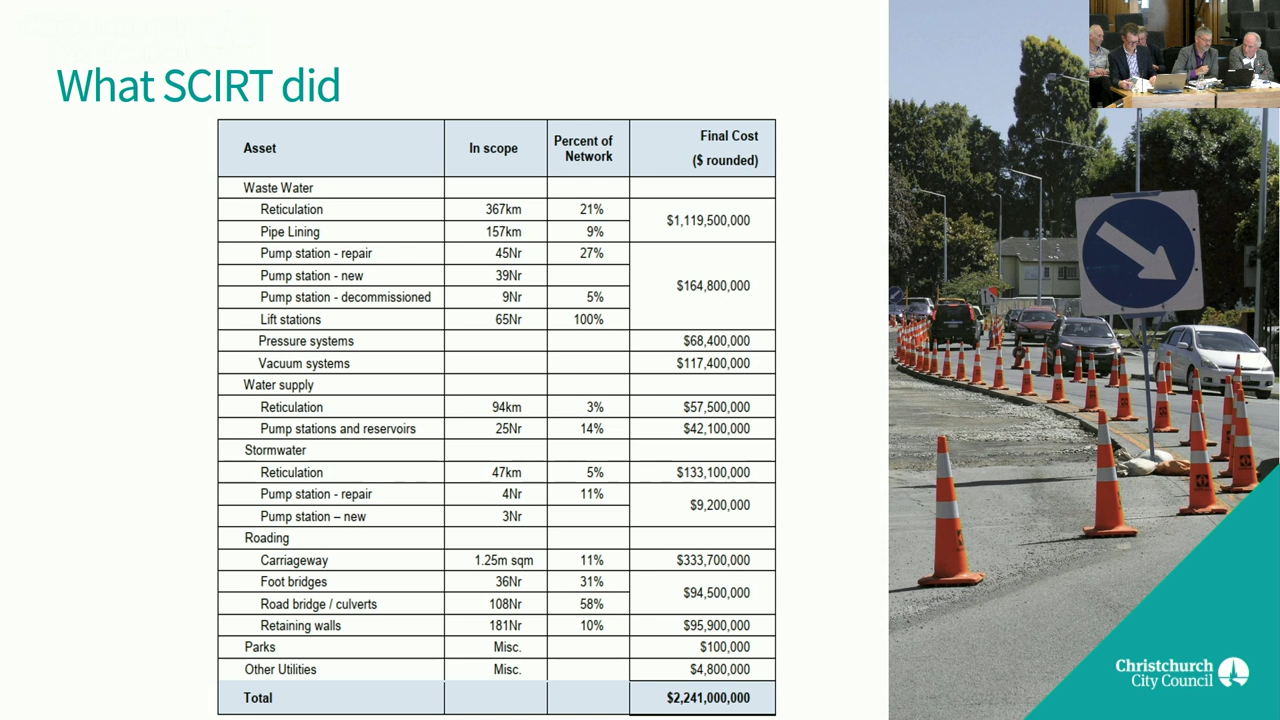 What SCIRT did
Asset In scope Percent of Network Final Cost ($ rounded)
Waste Water
Reticulation 367km 21% $1,119,500,000
Pipe Lining 157km 9%
Pump station - repair 45Nr 27% $164,800,000
Pump station - new 39Nr
Pump station - decommissioned 9Nr 5%
Lift stations 65Nr 100%
Pressure systems $68,400,000
Vacuum systems $117,400,000
Water supply
Reticulation 94km 3% $57,500,000
Pump stations and reservoirs 25Nr 14% $42,100,000
Stormwater
Reticulation 47km 5% $133,100,000
Pump station - repair 4Nr 11% $9,200,000
Pump station – new 3Nr
Roading
Carriageway 1.25m sqm 11% $333,700,000
Foot bridges 36Nr 31% $94,500,000
Road bridge / culverts 108Nr 58%
Retaining walls 181Nr 10% $95,900,000
Parks Misc. $100,000
Other Utilities Misc. $4,800,000
Total $2,241,000,000
Christchurch
City Council